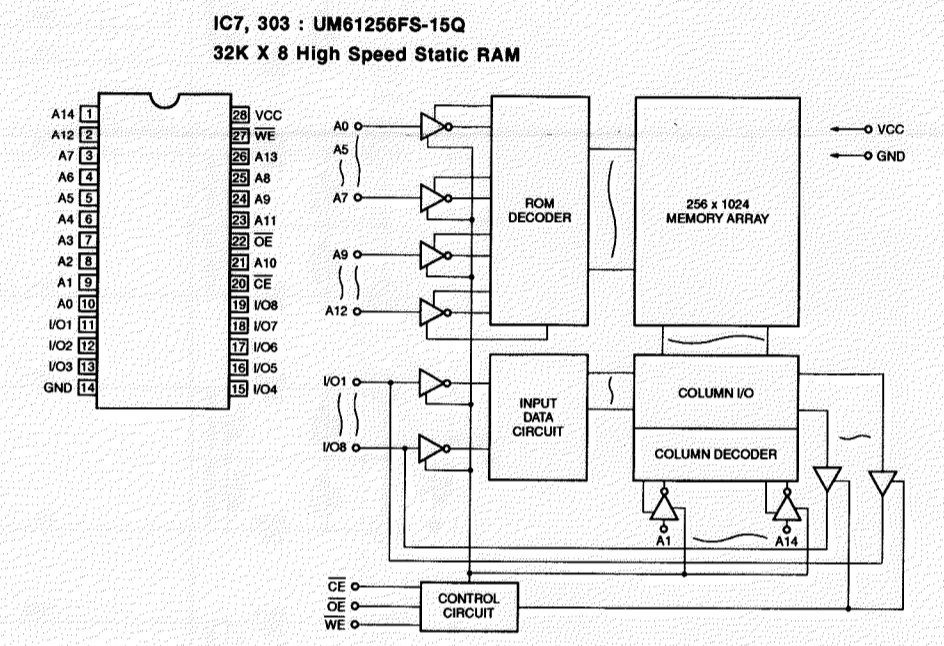 IC7, 303 : UM61256FS-15Q
32K X 8 High Speed Static RAM
A14 1
A12 2
A7 3
A6 4
A5 5
A4 6
A3 7
A2 8
A1 9
A0 10
I/O1 11
I/O2 12
I/O3 13
GND 14
28 VCC
27 WE
26 A13
25 A8
24 A9
23 A11
22 OE
21 A10
20 CE
19 I/O8
18 I/O7
17 I/O6
16 I/O5
15 I/O4
A0
A5
A7
A9
A12
ROM
DECODER
256 x 1024
MEMORY ARRAY
VCC
GND
I/O1
I/O8
INPUT
DATA
CIRCUIT
COLUMN I/O
COLUMN DECODER
A1
A14
CE
OE
WE
CONTROL
CIRCUIT